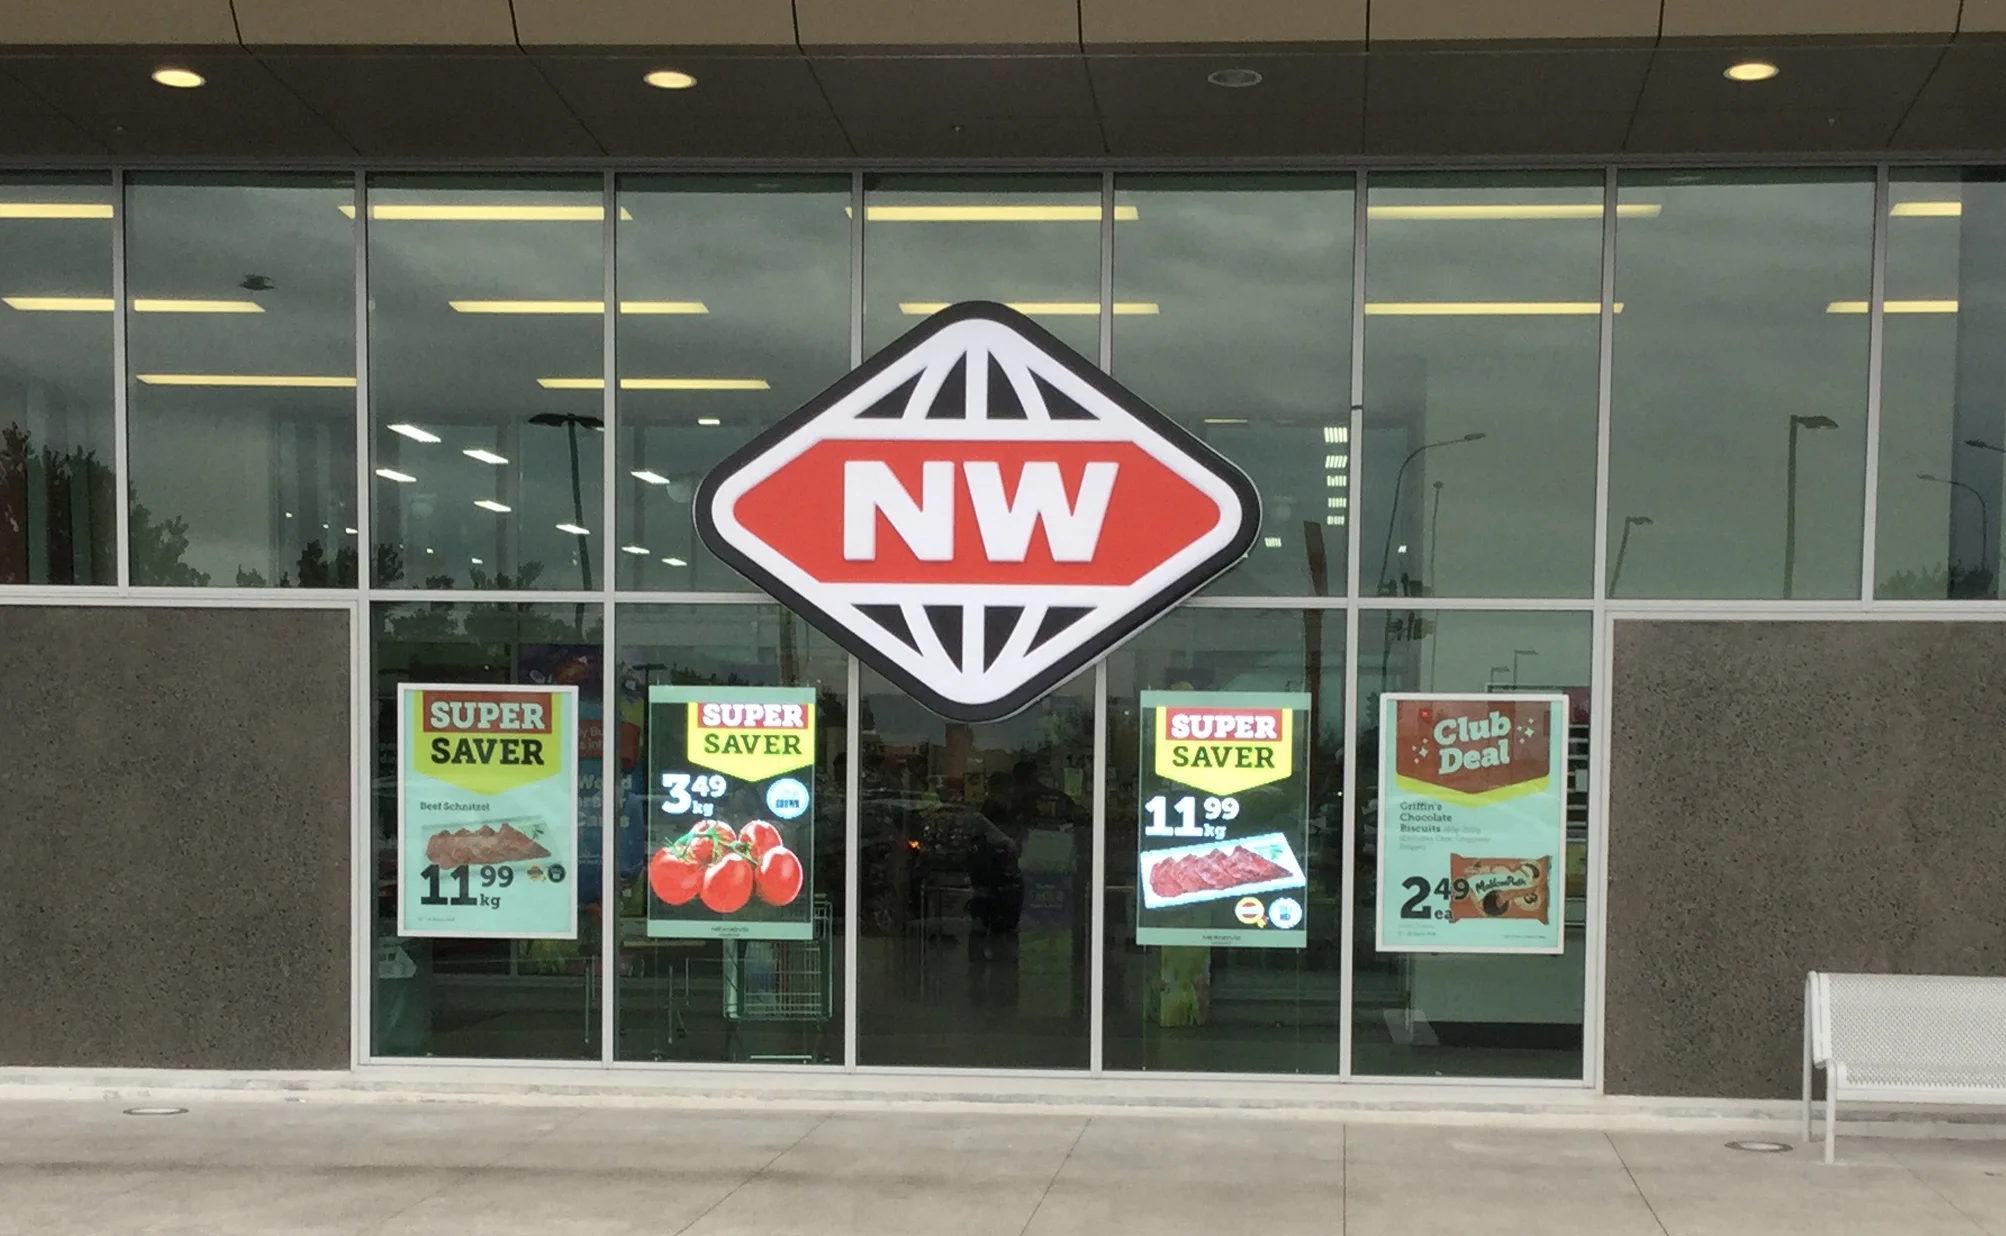 NW
SUPER
SAVER
Beef Schnitzel
11 99
kg
SUPER
SAVER
3 49
kg
SUPER
SAVER
11 99
kg
Club
Deal
Griffin's
Chocolate
Biscuits
MallowPuffs
2 49
ea